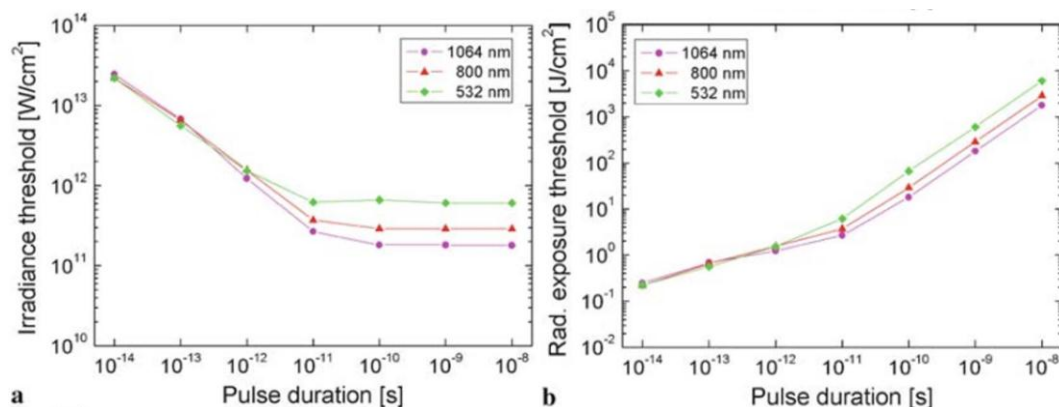 10^14
10^13
10^12
10^11
10^10
Irradiance threshold [W/cm^2]
1064 nm
800 nm
532 nm
10^-14 10^-13 10^-12 10^-11 10^-10 10^-9 10^-8
Pulse duration [s]
a
10^5
10^4
10^3
10^2
10^1
10^0
10^-1
10^-2
Rad. exposure threshold [J/cm^2]
1064 nm
800 nm
532 nm
10^-14 10^-13 10^-12 10^-11 10^-10 10^-9 10^-8
Pulse duration [s]
b